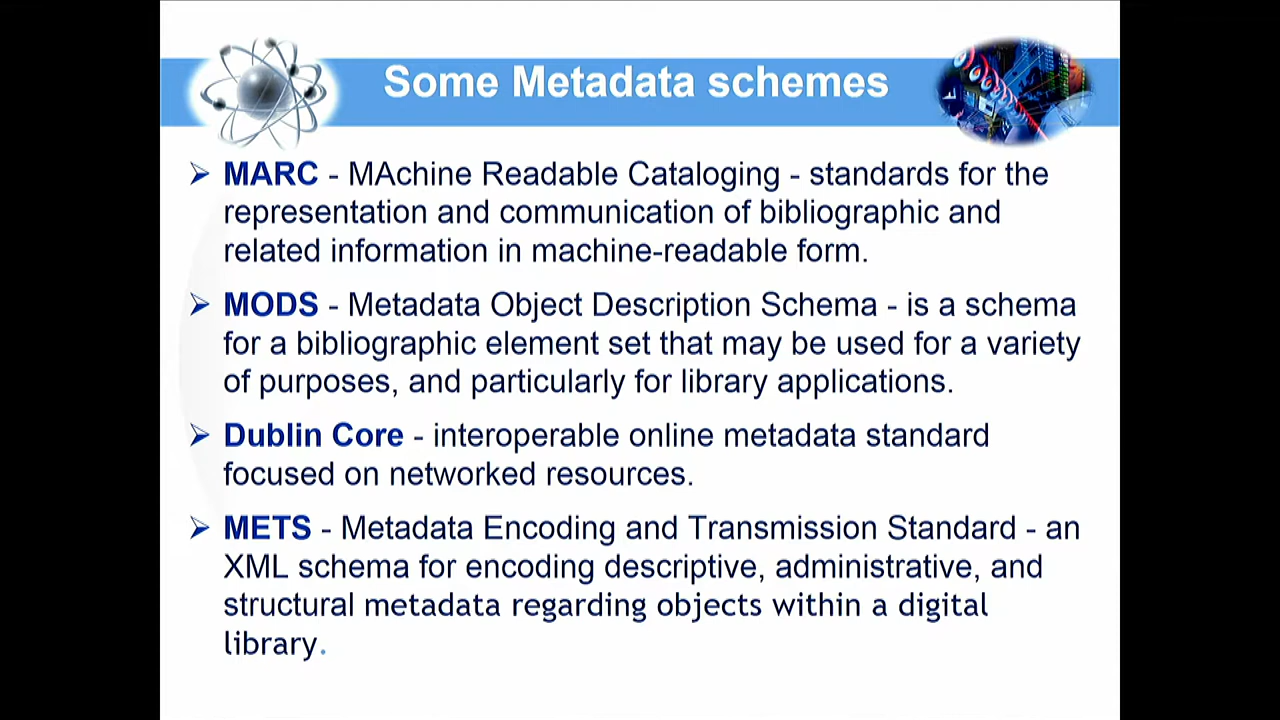 Some Metadata schemes
➢ MARC - MAchine Readable Cataloging - standards for the
representation and communication of bibliographic and
related information in machine-readable form.
➢ MODS - Metadata Object Description Schema - is a schema
for a bibliographic element set that may be used for a variety
of purposes, and particularly for library applications.
➢ Dublin Core - interoperable online metadata standard
focused on networked resources.
➢ METS - Metadata Encoding and Transmission Standard - an
XML schema for encoding descriptive, administrative, and
structural metadata regarding objects within a digital
library.